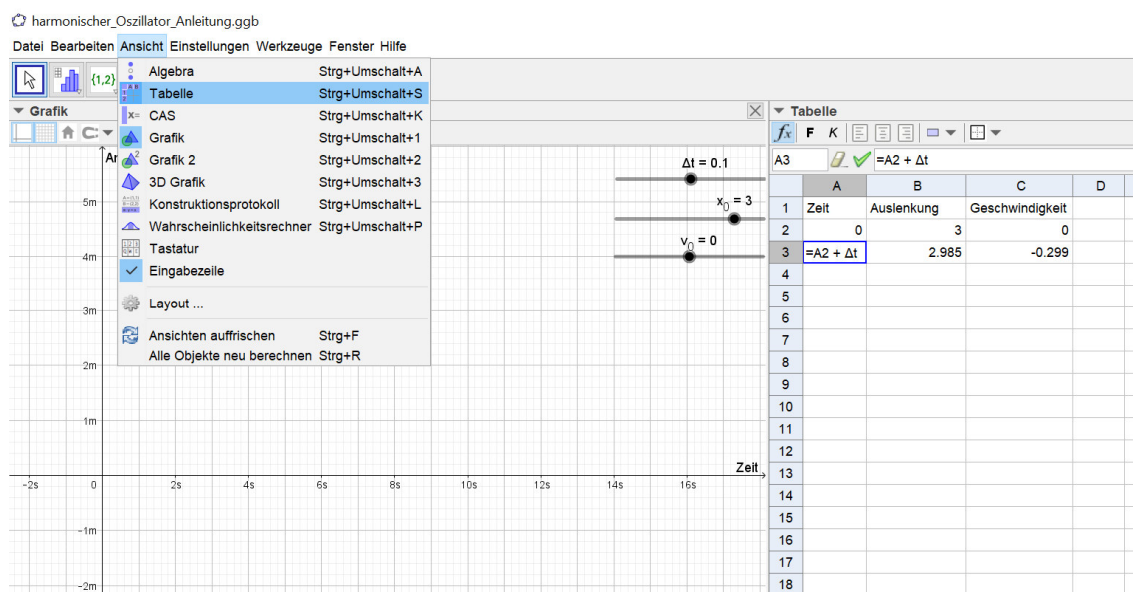 harmonischer_Oszillator_Anleitung.ggb
Datei Bearbeiten Ansicht Einstellungen Werkzeuge Fenster Hilfe
{1,2}
Algebra Strg+Umschalt+A
Tabelle Strg+Umschalt+S
X= CAS Strg+Umschalt+K
Grafik Strg+Umschalt+1
Grafik 2 Strg+Umschalt+2
3D Grafik Strg+Umschalt+3
Konstruktionsprotokoll Strg+Umschalt+L
Wahrscheinlichkeitsrechner Strg+Umschalt+P
Tastatur
Eingabezeile
Layout ...
Ansichten auffrischen Strg+F
Alle Objekte neu berechnen Strg+R
Grafik
Δt = 0.1
x₀ = 3
v₀ = 0
5m
4m
3m
2m
1m
Zeit
-2s 0 2s 4s 6s 8s 10s 12s 14s 16s
-1m
-2m
Tabelle
fx F K
A3 =A2 + Δt
A B C D
1 Zeit Auslenkung Geschwindigkeit
2 0 3 0
3 =A2 + Δt 2.985 -0.299
4
5
6
7
8
9
10
11
12
13
14
15
16
17
18